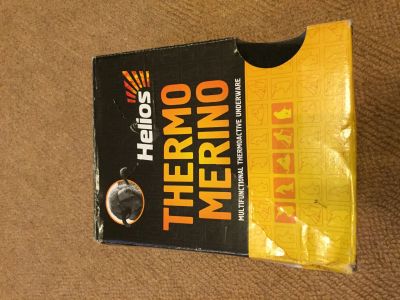 Helios
THERMO
MERINO
MULTIFUNCTIONAL THERMOACTIVE UNDERWARE